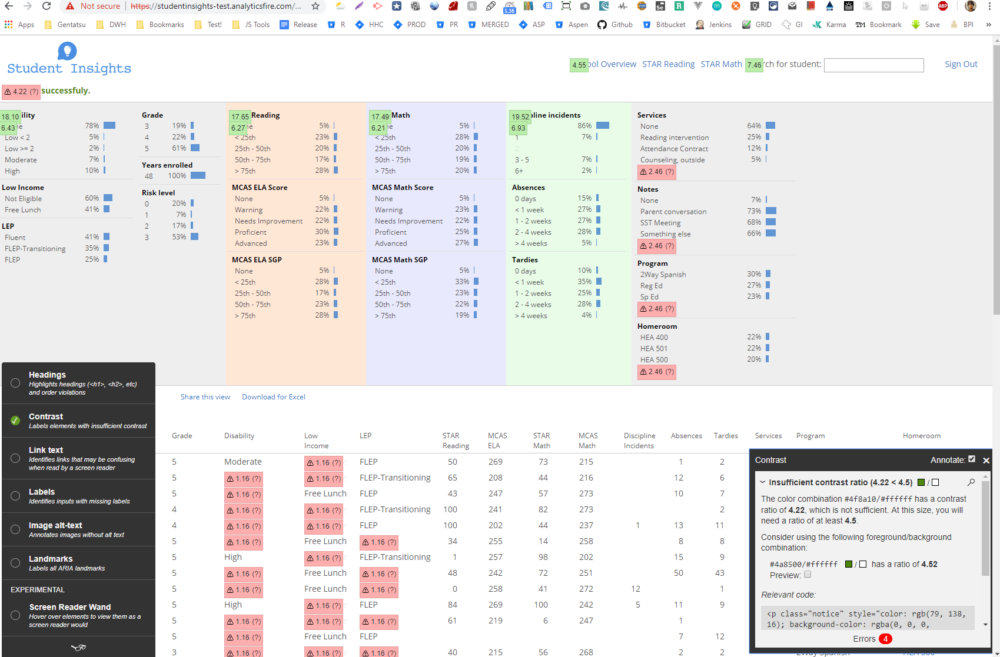 Not secure https://studentinsights-test.analyticsfire.com/...
5.36
Apps Gentatsu DWH Bookmarks Test! JS Tools Release R HHC PROD PR MERGED ASP Aspen Github Bitbucket Jenkins GRID GI Karma TM Bookmark Save BPI »
Student Insights
4.55 ool Overview STAR Reading STAR Math 7.46 rch for student: Sign Out
4.22 (?) successfuly.
18.10 ility
6.43 ne 78%
Low < 2 5%
Low >= 2 2%
Moderate 7%
High 10%
Low Income
Not Eligible 60%
Free Lunch 41%
LEP
Fluent 41%
FLEP-Transitioning 35%
FLEP 25%
Grade
3 19%
4 22%
5 61%
Years enrolled
48 100%
Risk level
0 20%
1 7%
2 17%
3 53%
17.65 Reading
6.27 ne 5%
< 25th 23%
25th - 50th 20%
50th - 75th 17%
> 75th 28%
MCAS ELA Score
None 5%
Warning 22%
Needs Improvement 22%
Proficient 30%
Advanced 23%
MCAS ELA SGP
None 5%
< 25th 28%
25th - 50th 17%
50th - 75th 23%
> 75th 28%
17.49 Math
6.21 ne 5%
< 25th 28%
25th - 50th 20%
50th - 75th 19%
> 75th 20%
MCAS Math Score
None 5%
Warning 23%
Needs Improvement 22%
Proficient 25%
Advanced 27%
MCAS Math SGP
None 5%
< 25th 33%
25th - 50th 23%
50th - 75th 22%
> 75th 19%
19.52 pline incidents
6.93 86%
1 7%
2
3 - 5 7%
6+ 2%
Absences
0 days 15%
< 1 week 27%
1 - 2 weeks 27%
2 - 4 weeks 28%
> 4 weeks 5%
Tardies
0 days 10%
< 1 week 35%
1 - 2 weeks 25%
2 - 4 weeks 28%
> 4 weeks 4%
Services
None 64%
Reading intervention 25%
Attendance Contract 12%
Counseling, outside 5%
2.46 (?)
Notes
None 7%
Parent conversation 73%
SST Meeting 68%
Something else 66%
2.46 (?)
Program
2Way Spanish 30%
Reg Ed 27%
Sp Ed 23%
2.46 (?)
Homeroom
HEA 400 22%
HEA 501 22%
HEA 500 20%
2.46 (?)
Headings
Highlights headings (<h1>, <h2>, etc)
and order violations
Contrast
Labels elements with insufficient contrast
Link text
Identifies links that may be confusing
when read by a screen reader
Labels
Identifies inputs with missing labels
Image alt-text
Annotates images without alt text
Landmarks
Labels all ARIA landmarks
EXPERIMENTAL
Screen Reader Wand
Hover over elements to view them as a
screen reader would
Share this view Download for Excel
Grade Disability Low Income LEP STAR Reading MCAS ELA STAR Math MCAS Math Discipline Incidents Absences Tardies Services Program Homeroom
5 Moderate 1.16 (?) FLEP 50 269 73 215 1 2
5 1.16 (?) 1.16 (?) FLEP-Transitioning 65 208 44 216 12 6
5 1.16 (?) Free Lunch FLEP 43 247 57 273 10 7
4 1.16 (?) 1.16 (?) FLEP-Transitioning 100 241 82 273 2
4 1.16 (?) 1.16 (?) FLEP 100 202 44 237 1 13 11
5 1.16 (?) Free Lunch 1.16 (?) 34 255 14 258 8 8
5 High 1.16 (?) FLEP-Transitioning 1 257 98 202 15 9
5 1.16 (?) Free Lunch 1.16 (?) 48 242 72 251 50 43
5 1.16 (?) Free Lunch 1.16 (?) 0 258 41 272 12 1
5 High 1.16 (?) FLEP 84 269 100 242 5 11 9
5 1.16 (?) 1.16 (?) 1.16 (?) 61 219 6 247 1
5 1.16 (?) Free Lunch FLEP 7 12
3 1.16 (?) 1.16 (?) 1.16 (?) 40 215 56 268 2 2
Contrast Annotate:
Insufficient contrast ratio (4.22 < 4.5) /
The color combination #4f8a10/#ffffff has a contrast
ratio of 4.22, which is not sufficient. At this size, you will
need a ratio of at least 4.5.
Consider using the following foreground/background
combination:
#4a8500/#ffffff / has a ratio of 4.52
Preview:
Relevant code:
<p class="notice" style="color: rgb(79, 138,
16); background-color: rgba(0, 0, 0,
Errors 4